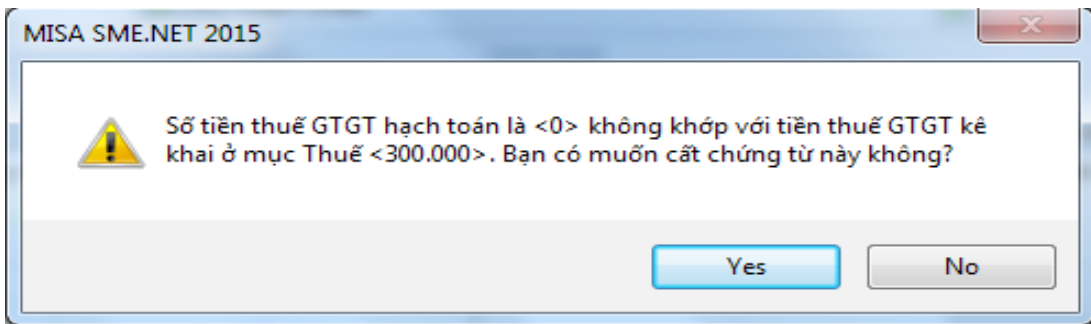 MISA SME.NET 2015
Số tiền thuế GTGT hạch toán là <0> không khớp với tiền thuế GTGT kê
khai ở mục Thuế <300.000>. Bạn có muốn cất chứng từ này không?
Yes
No